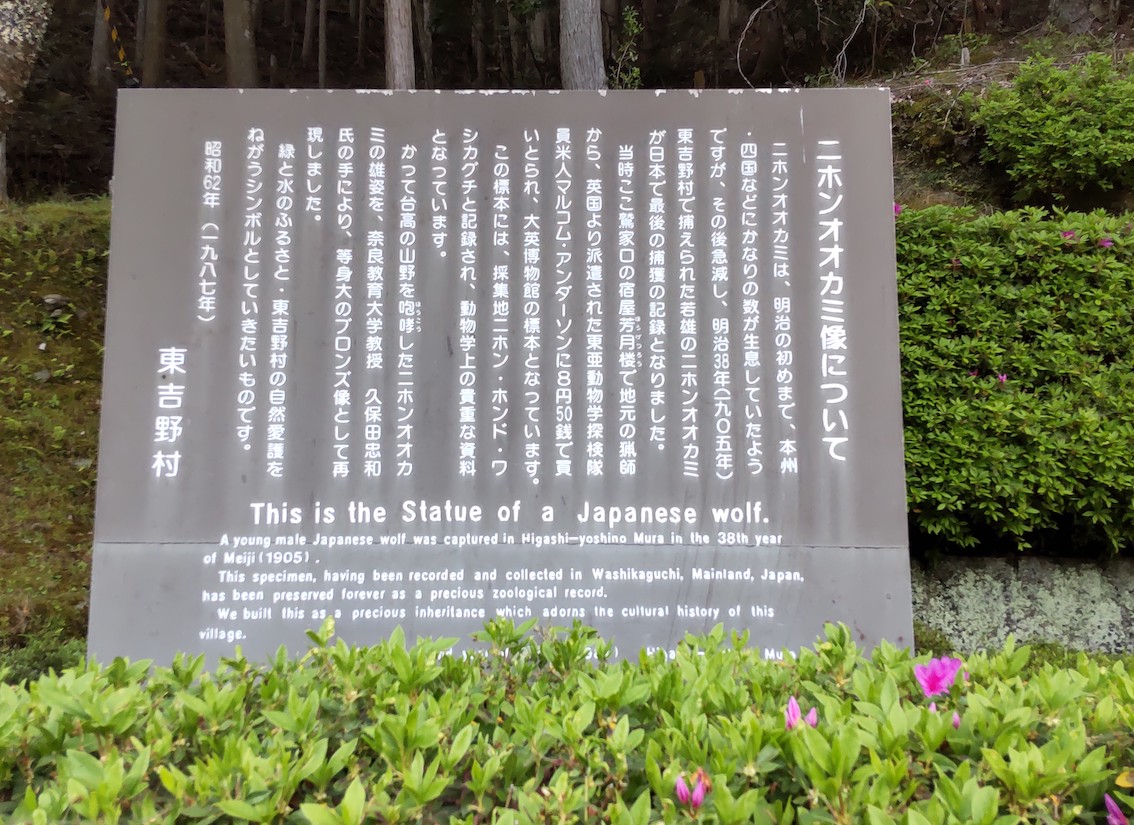 ニホンオオカミ像について
ニホンオオカミは、明治の初めまで、本州
・四国などにかなりの数が生息していたよう
ですが、その後急減し、明治38年(一九〇五年)
東吉野村で捕えられた若雄のニホンオオカミ
が日本で最後の捕獲の記録となりました。
当時ここ鷲家口の宿屋芳月楼で地元の猟師
から、英国より派遣された東亜動物学探検隊
員米人マルコム・アンダーソンに8円50銭で買
いとられ、大英博物館の標本となっています。
この標本には、採集地ニホン・ホンド・ワ
シカグチと記録され、動物学上の貴重な資料
となっています。
かって台高の山野を咆哮したニホンオオカ
ミの雄姿を、奈良教育大学教授　久保田忠和
氏の手により、等身大のブロンズ像として再
現しました。
緑と水のふるさと・東吉野村の自然愛護を
ねがうシンボルとしていきたいものです。
昭和62年（一九八七年）
東吉野村
This is the Statue of a Japanese wolf.
A young male Japanese wolf was captured in Higashi-yoshino Mura in the 38th year
of Meiji(1905).
This specimen, having been recorded and collected in Washikaguchi, Mainland, Japan,
has been preserved forever as a precious zoological record.
We built this as a precious inheritance which adorns the cultural history of this
village.